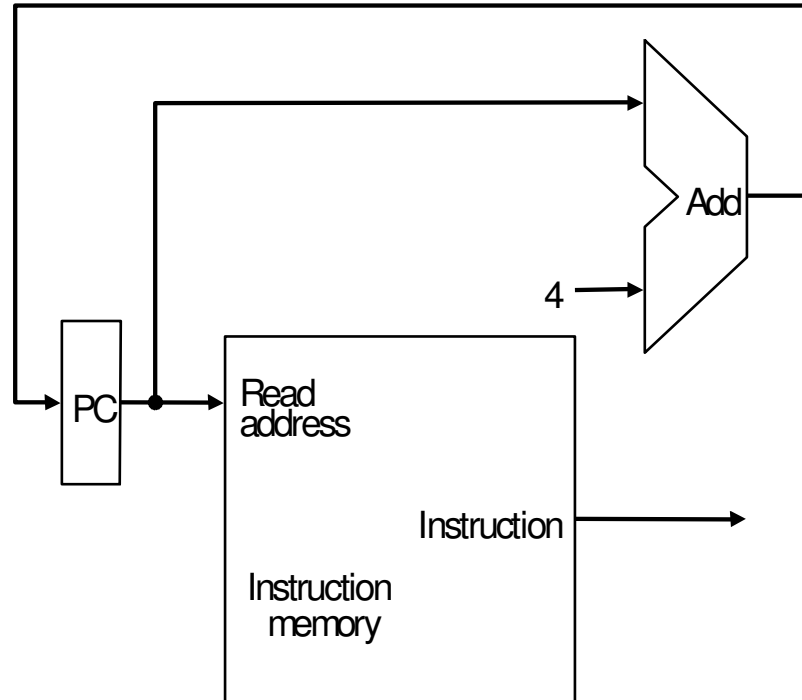 Add
4
PC
Read
address
Instruction
Instruction
memory